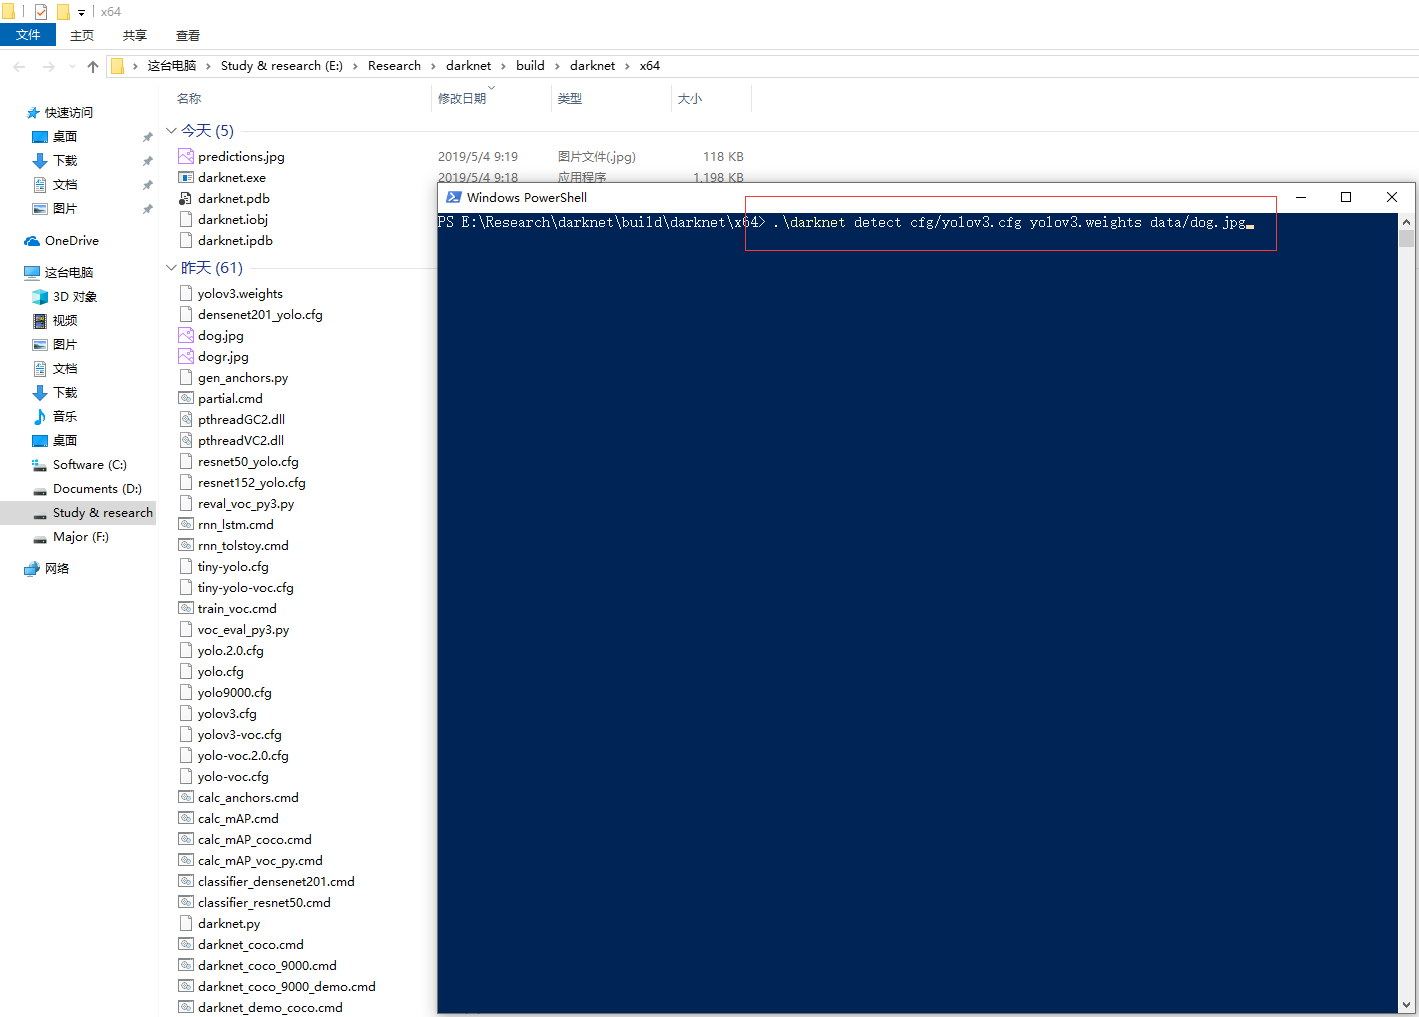 x64
文件 主页 共享 查看
这台电脑 Study & research (E:) Research darknet build darknet x64
名称 修改日期 类型 大小
快速访问
桌面
下载
文档
图片
OneDrive
这台电脑
3D 对象
视频
图片
文档
下载
音乐
桌面
Software (C:)
Documents (D:)
Study & research
Major (F:)
网络
今天 (5)
predictions.jpg 2019/5/4 9:19 图片文件(.jpg) 118 KB
darknet.exe 2019/5/4 9:18 应用程序 1,198 KB
darknet.pdb
darknet.iobj
darknet.ipdb
昨天 (61)
yolov3.weights
densenet201_yolo.cfg
dog.jpg
dogr.jpg
gen_anchors.py
partial.cmd
pthreadGC2.dll
pthreadVC2.dll
resnet50_yolo.cfg
resnet152_yolo.cfg
reval_voc_py3.py
rnn_lstm.cmd
rnn_tolstoy.cmd
tiny-yolo.cfg
tiny-yolo-voc.cfg
train_voc.cmd
voc_eval_py3.py
yolo.2.0.cfg
yolo.cfg
yolo9000.cfg
yolov3.cfg
yolov3-voc.cfg
yolo-voc.2.0.cfg
yolo-voc.cfg
calc_anchors.cmd
calc_mAP.cmd
calc_mAP_coco.cmd
calc_mAP_voc_py.cmd
classifier_densenet201.cmd
classifier_resnet50.cmd
darknet.py
darknet_coco.cmd
darknet_coco_9000.cmd
darknet_coco_9000_demo.cmd
darknet_demo_coco.cmd
Windows PowerShell
PS E:\Research\darknet\build\darknet\x64> .\darknet detect cfg/yolov3.cfg yolov3.weights data/dog.jpg